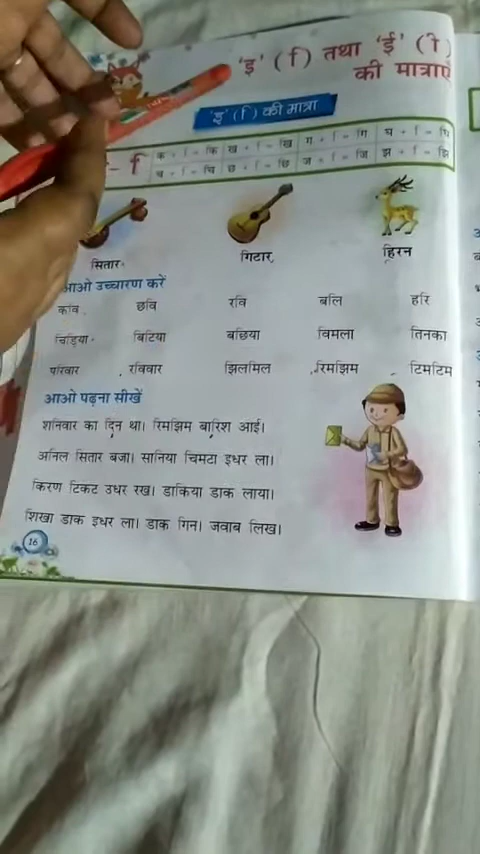 'इ' (ि) तथा 'ई' (ी)
की मात्राएँ
'इ' (ि) की मात्रा
क + ि = कि ख + ि = खि ग + ि = गि घ + ि = घि
च + ि = चि छ + ि = छि ज + ि = जि झ + ि = झि
सितार गिटार हिरन
आओ उच्चारण करें
कवि छवि रवि बलि हरि
चिड़िया बिटिया बछिया विमला तिनका
परिवार रविवार झिलमिल रिमझिम टिमटिम
आओ पढ़ना सीखें
शनिवार का दिन था। रिमझिम बारिश आई।
अनिल सितार बजा। सानिया चिमटा इधर ला।
किरण टिकट उधर रख। डाकिया डाक लाया।
शिखा डाक इधर ला। डाक गिन। जवाब लिख।
16